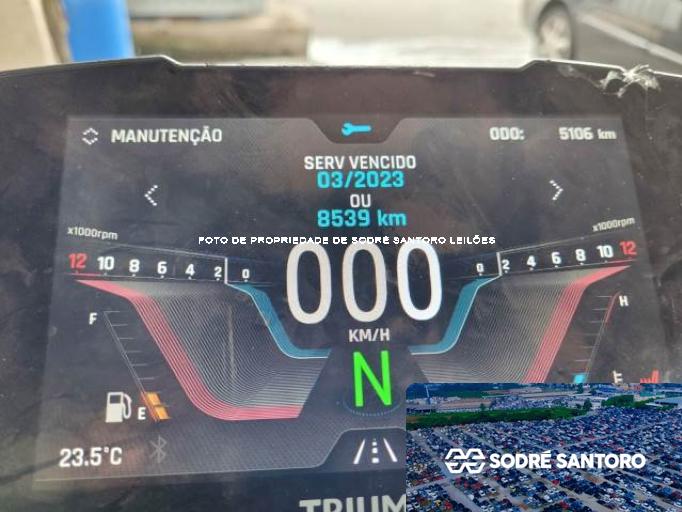 MANUTENÇÃO
ODO: 5106 km
SERV VENCIDO
03/2023
OU
8539 km
FOTO DE PROPRIEDADE DE SODRÉ SANTORO LEILÕES
x1000rpm
x1000rpm
12 10 8 6 4 2 0
0 2 4 6 8 10 12
000
KM/H
F
H
N
E
23.5°C
SODRÉ SANTORO
TRIUM